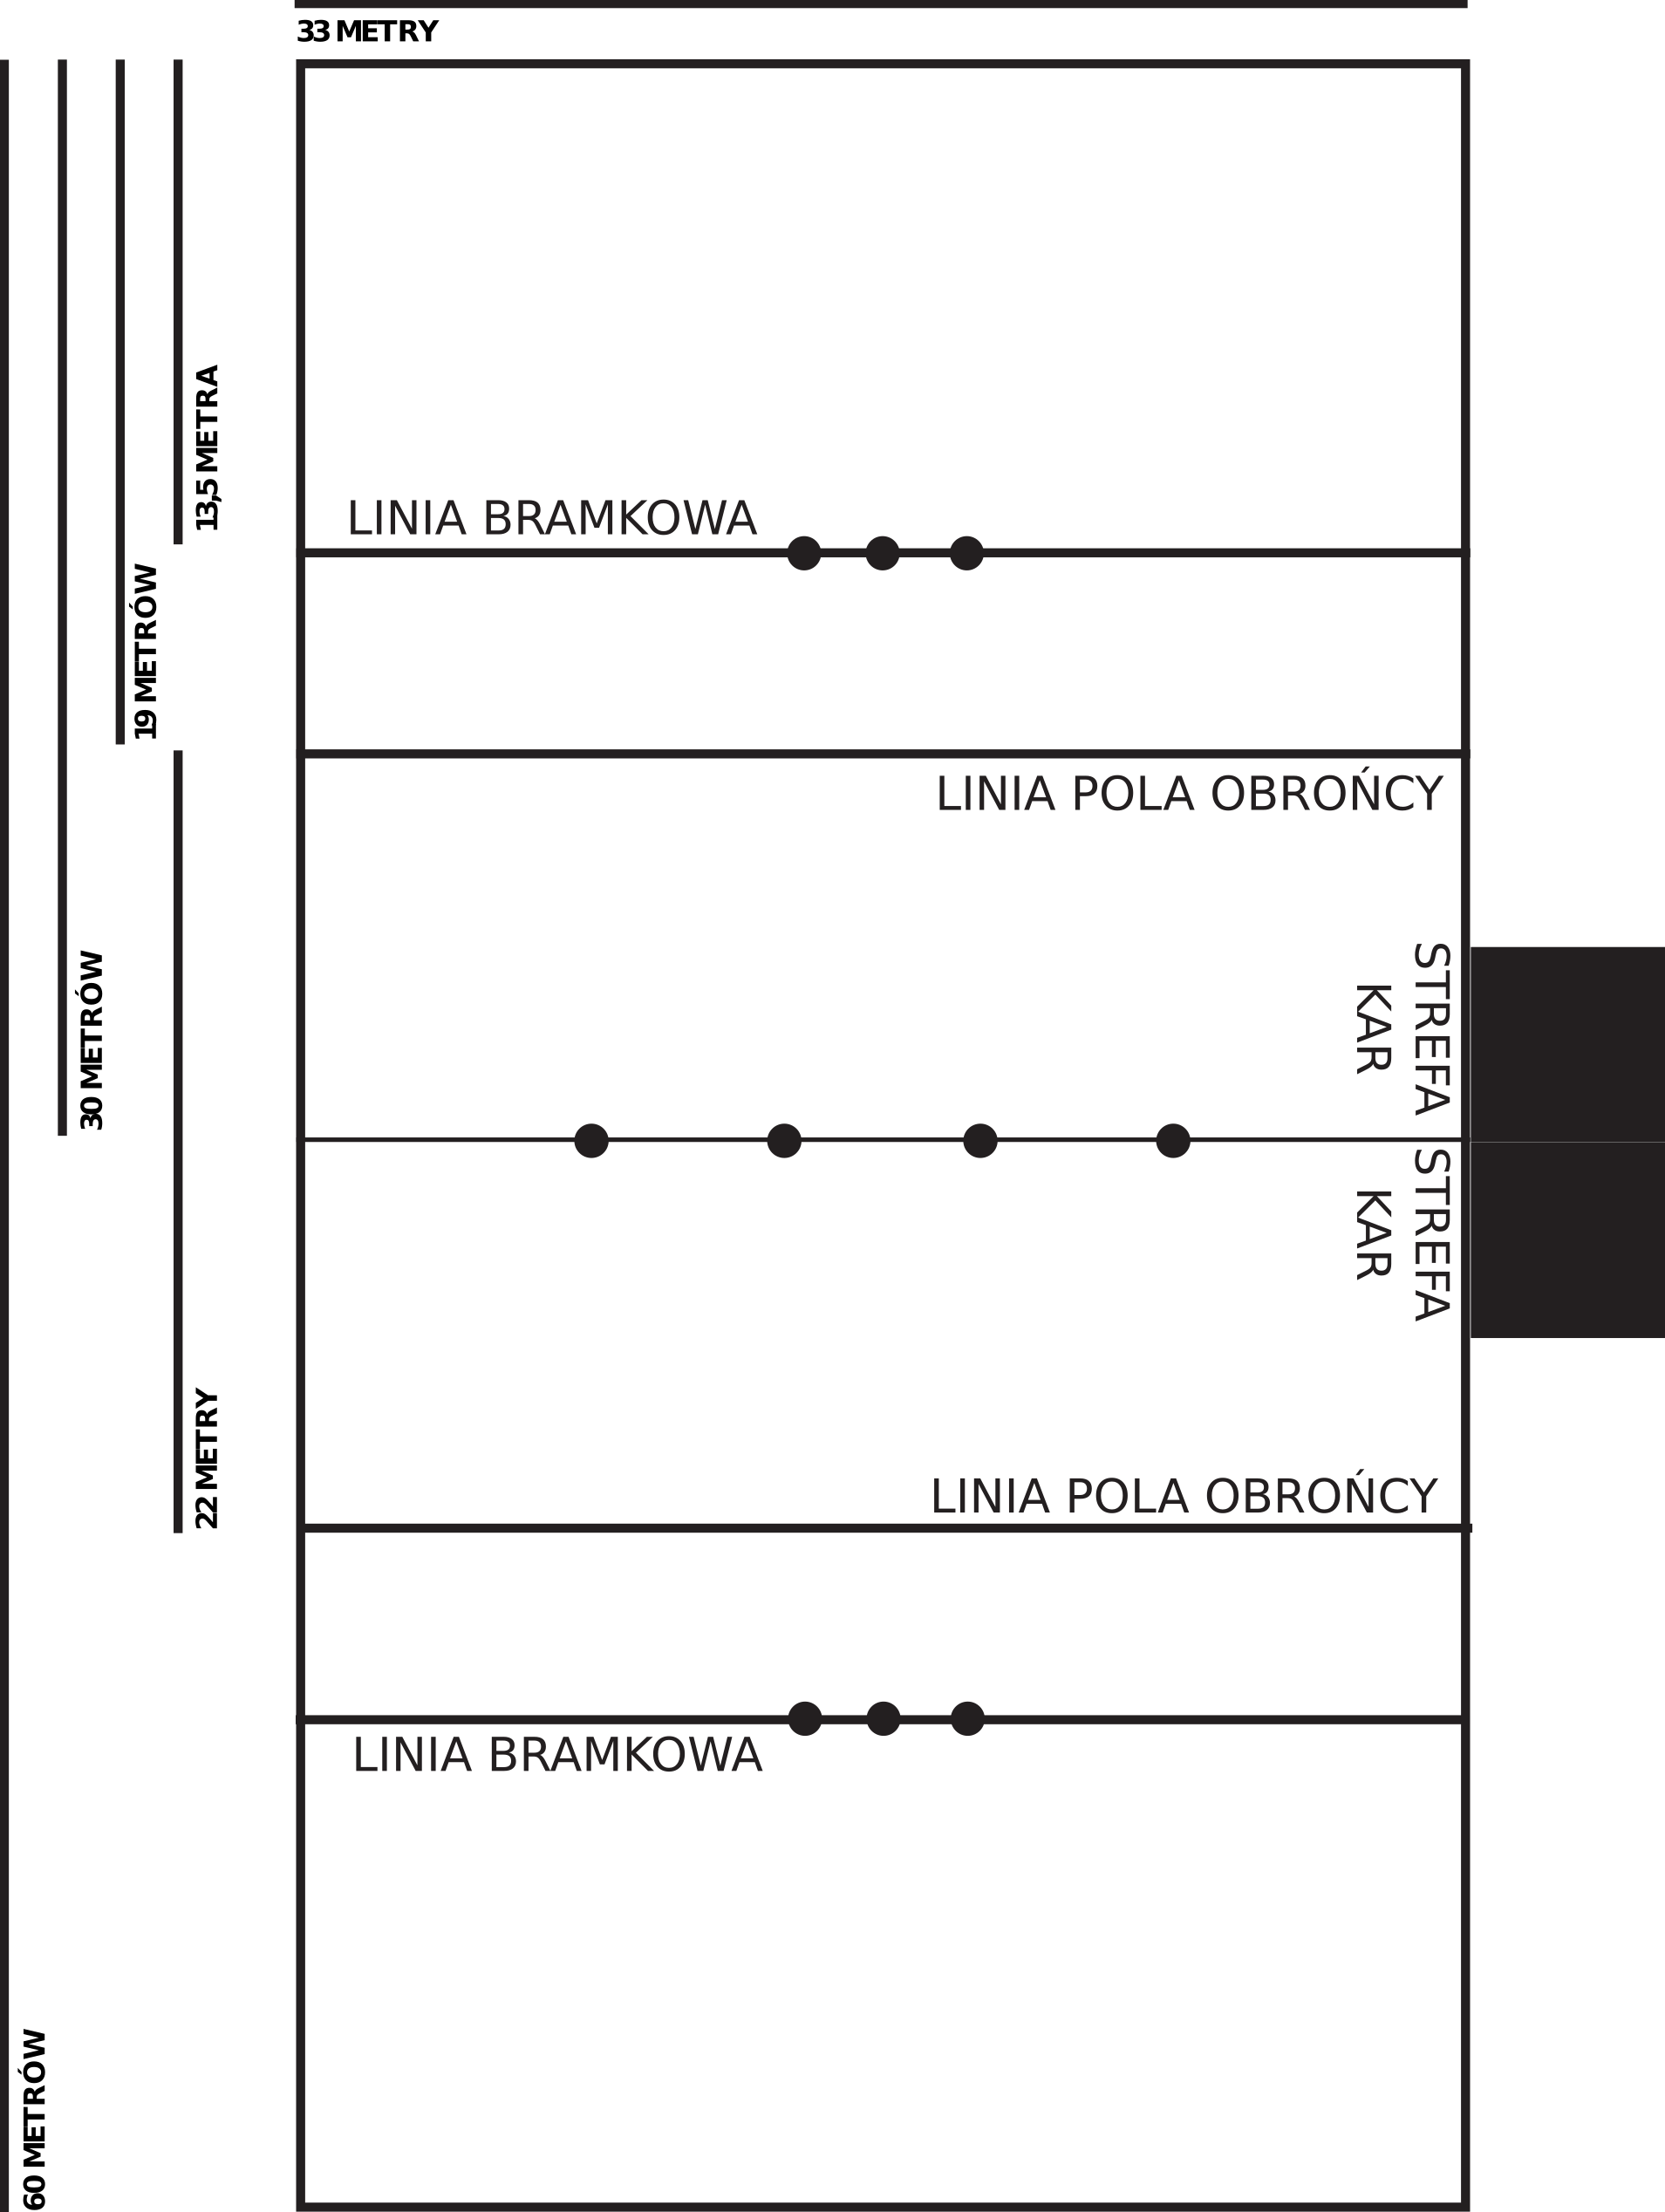 33 METRY
13,5 METRA
LINIA BRAMKOWA
19 METRÓW
LINIA POLA OBROŃCY
30 METRÓW
STREFA
KAR
STREFA
KAR
22 METRY
LINIA POLA OBROŃCY
LINIA BRAMKOWA
60 METRÓW